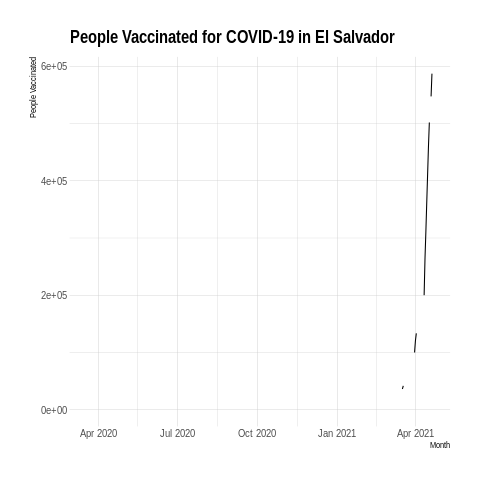 People Vaccinated for COVID-19 in El Salvador
People Vaccinated
6e+05
4e+05
2e+05
0e+00
Apr 2020
Jul 2020
Oct 2020
Jan 2021
Apr 2021
Month